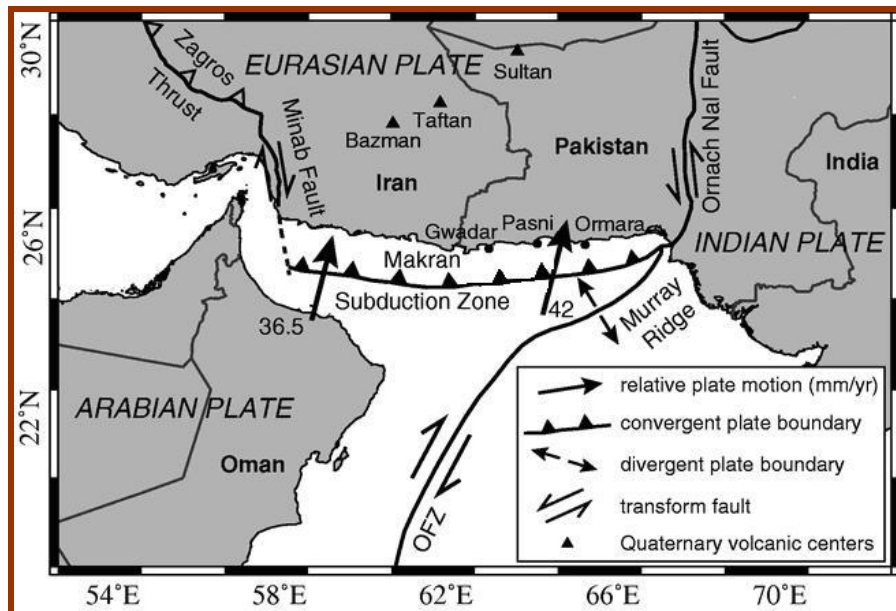 30°N
26°N
22°N
54°E
58°E
62°E
66°E
70°E
Zagros
Thrust
EURASIAN PLATE
Sultan
Minab Fault
Taftan
Bazman
Iran
Pakistan
Ornach Nal Fault
India
Gwadar
Pasni
Ormara
INDIAN PLATE
Makran
Subduction Zone
36.5
42
Murray
Ridge
ARABIAN PLATE
Oman
OFZ
relative plate motion (mm/yr)
convergent plate boundary
divergent plate boundary
transform fault
Quaternary volcanic centers